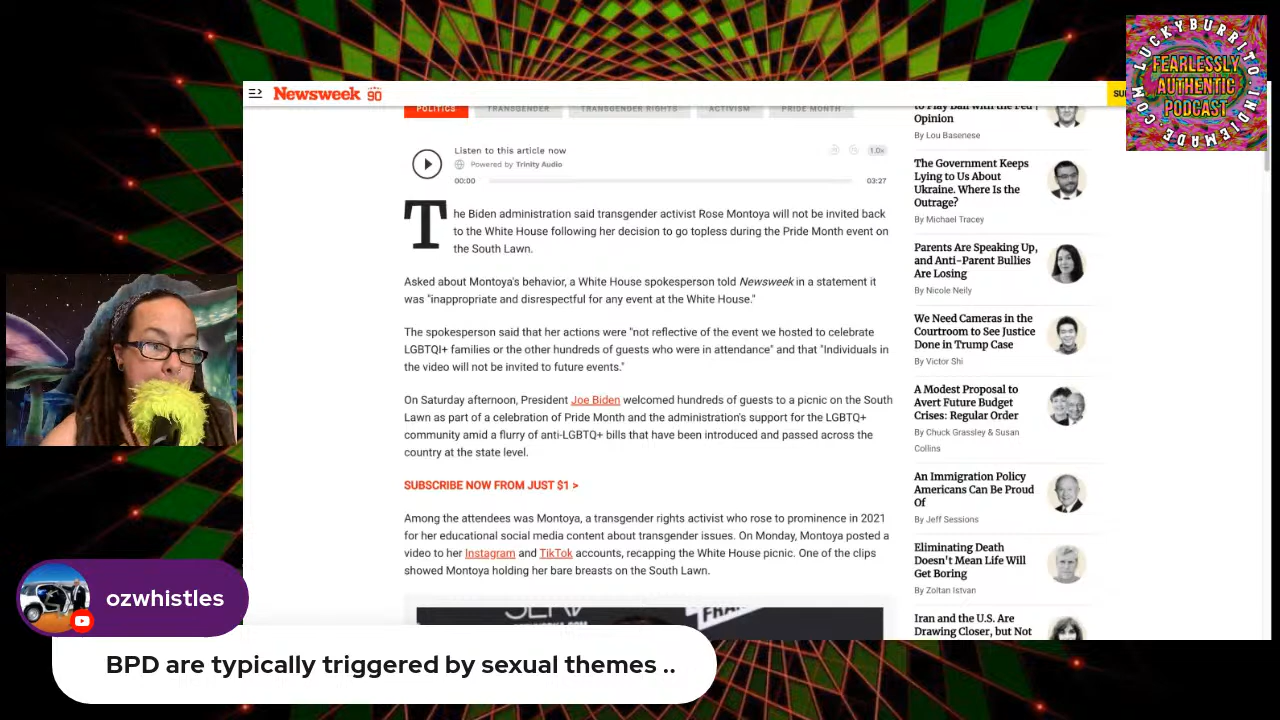 Newsweek 90
SUB
LUCKYBURRITO.INDIEMADE.COM
FEARLESSLY
AUTHENTIC
PODCAST
POLITICS TRANSGENDER TRANSGENDER RIGHTS ACTIVISM PRIDE MONTH
Listen to this article now
Powered by Trinity Audio
1.0x
00:00 03:27
The Biden administration said transgender activist Rose Montoya will not be invited back
to the White House following her decision to go topless during the Pride Month event on
the South Lawn.
Asked about Montoya's behavior, a White House spokesperson told Newsweek in a statement it
was "inappropriate and disrespectful for any event at the White House."
The spokesperson said that her actions were "not reflective of the event we hosted to celebrate
LGBTQI+ families or the other hundreds of guests who were in attendance" and that "Individuals in
the video will not be invited to future events."
On Saturday afternoon, President Joe Biden welcomed hundreds of guests to a picnic on the South
Lawn as part of a celebration of Pride Month and the administration's support for the LGBTQ+
community amid a flurry of anti-LGBTQ+ bills that have been introduced and passed across the
country at the state level.
SUBSCRIBE NOW FROM JUST $1 >
Among the attendees was Montoya, a transgender rights activist who rose to prominence in 2021
for her educational social media content about transgender issues. On Monday, Montoya posted a
video to her Instagram and TikTok accounts, recapping the White House picnic. One of the clips
showed Montoya holding her bare breasts on the South Lawn.
to Play Ball with the Fed |
Opinion
By Lou Basenese
The Government Keeps
Lying to Us About
Ukraine. Where Is the
Outrage?
By Michael Tracey
Parents Are Speaking Up,
and Anti-Parent Bullies
Are Losing
By Nicole Neily
We Need Cameras in the
Courtroom to See Justice
Done in Trump Case
By Victor Shi
A Modest Proposal to
Avert Future Budget
Crises: Regular Order
By Chuck Grassley & Susan
Collins
An Immigration Policy
Americans Can Be Proud
Of
By Jeff Sessions
Eliminating Death
Doesn't Mean Life Will
Get Boring
By Zoltan Istvan
Iran and the U.S. Are
Drawing Closer, but Not
ozwhistles
BPD are typically triggered by sexual themes ..